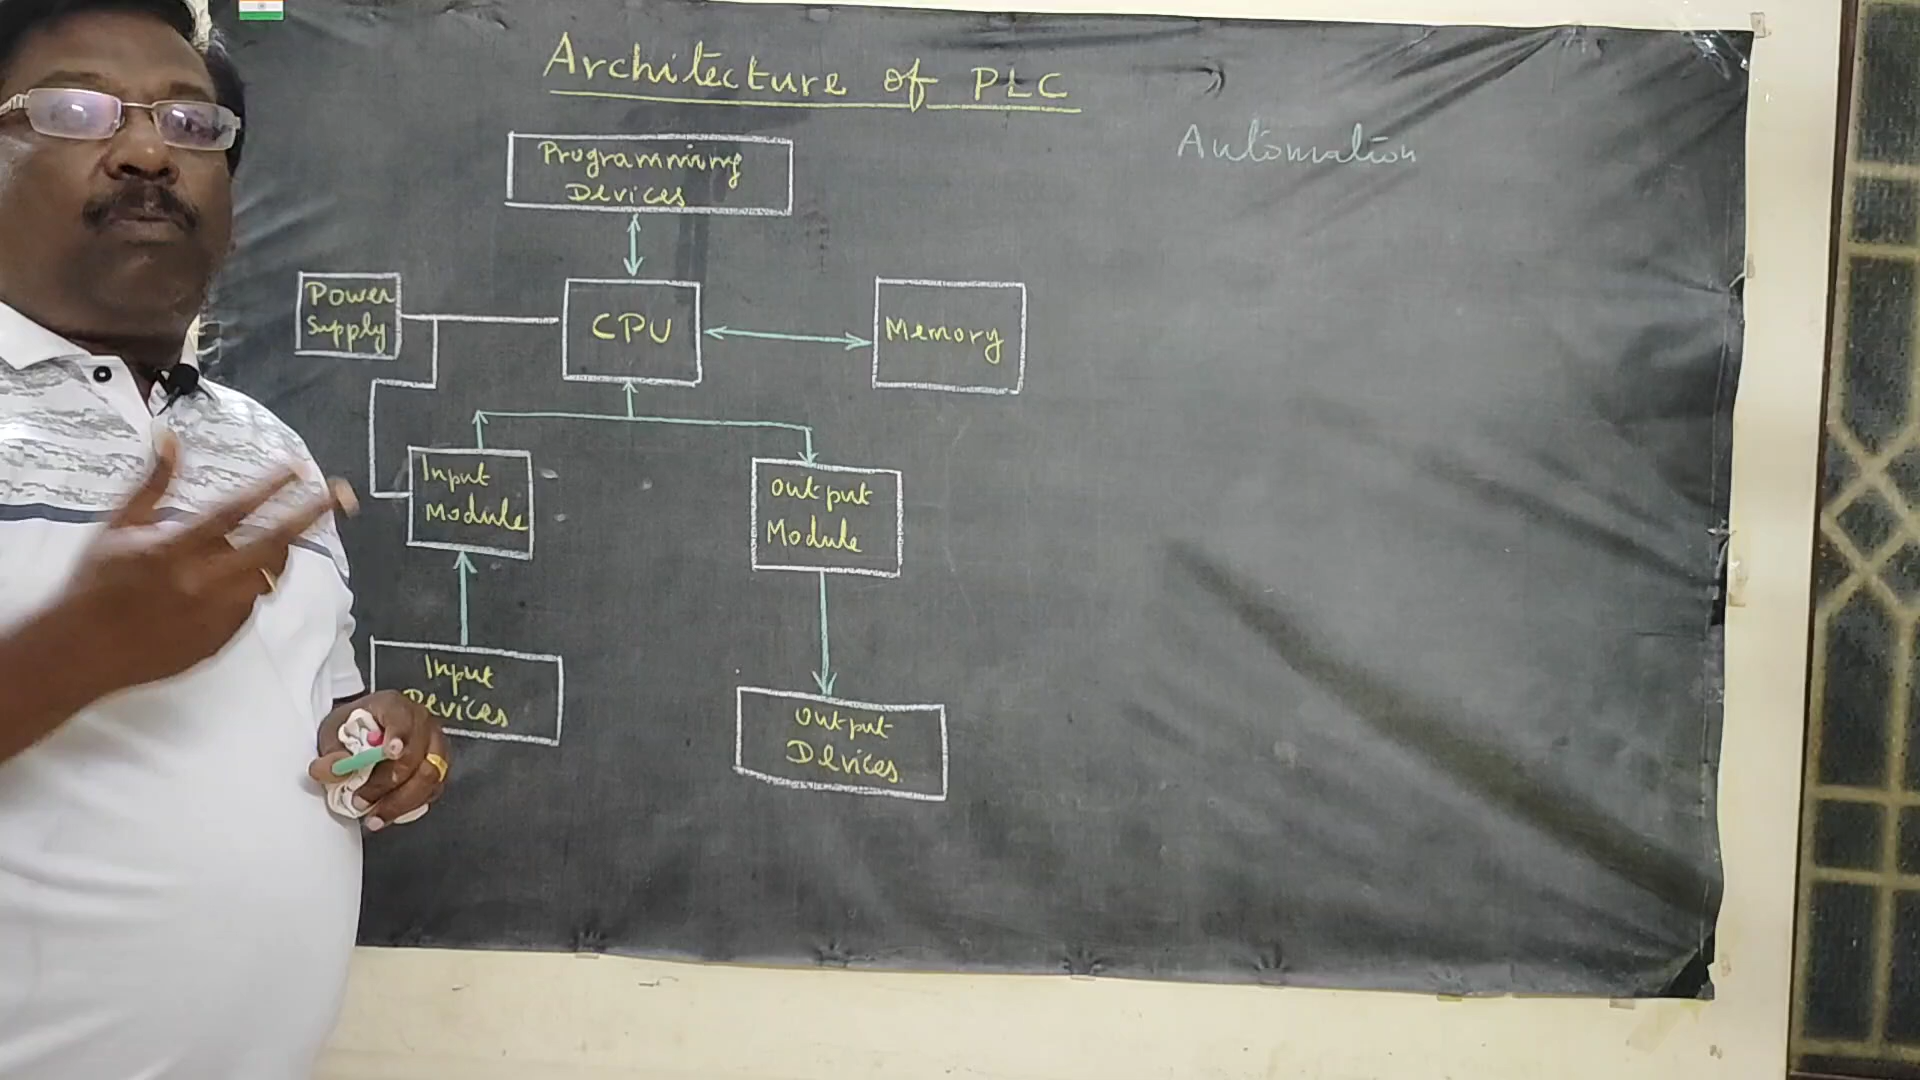 Architecture of PLC
Automation
Programming
Devices
Power
Supply
CPU
Memory
Input
Module
output
Module
Input
Devices
output
Devices